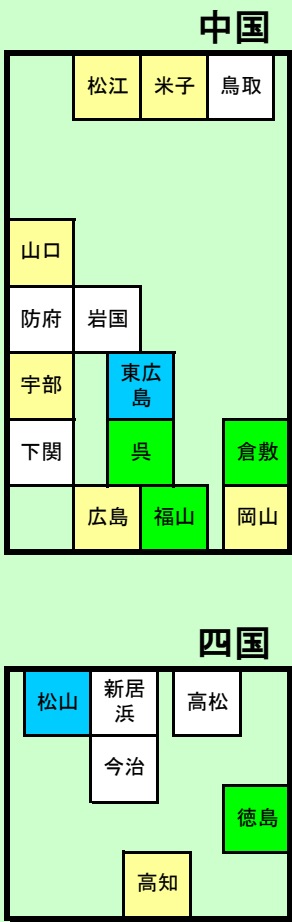 中国
松江 米子 鳥取
山口
防府 岩国
宇部 東広
島
下関 呉 倉敷
広島 福山 岡山
四国
松山 新居
浜 高松
今治
徳島
高知